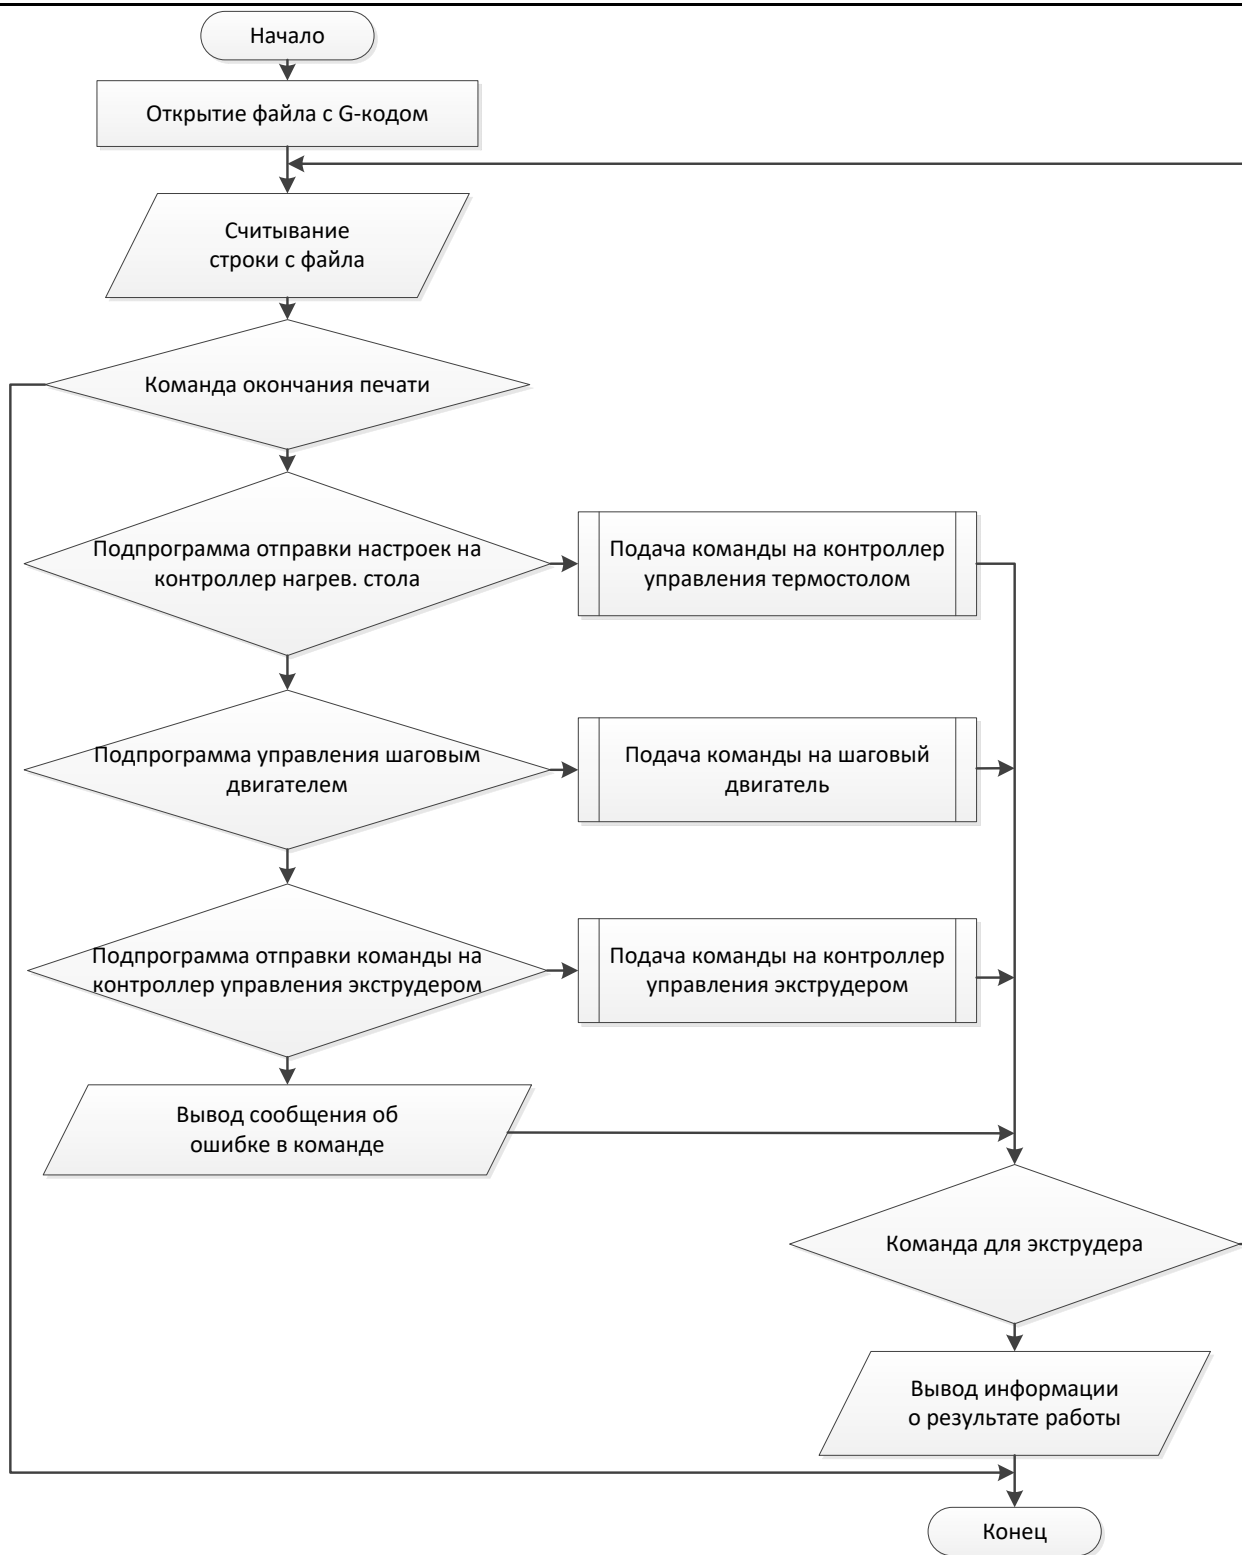 Начало
Открытие файла с G-кодом
Считывание
строки с файла
Команда окончания печати
Подпрограмма отправки настроек на
контроллер нагрев. стола
Подача команды на контроллер
управления термостолом
Подпрограмма управления шаговым
двигателем
Подача команды на шаговый
двигатель
Подпрограмма отправки команды на
контроллер управления экструдером
Подача команды на контроллер
управления экструдером
Вывод сообщения об
ошибке в команде
Команда для экструдера
Вывод информации
о результате работы
Конец